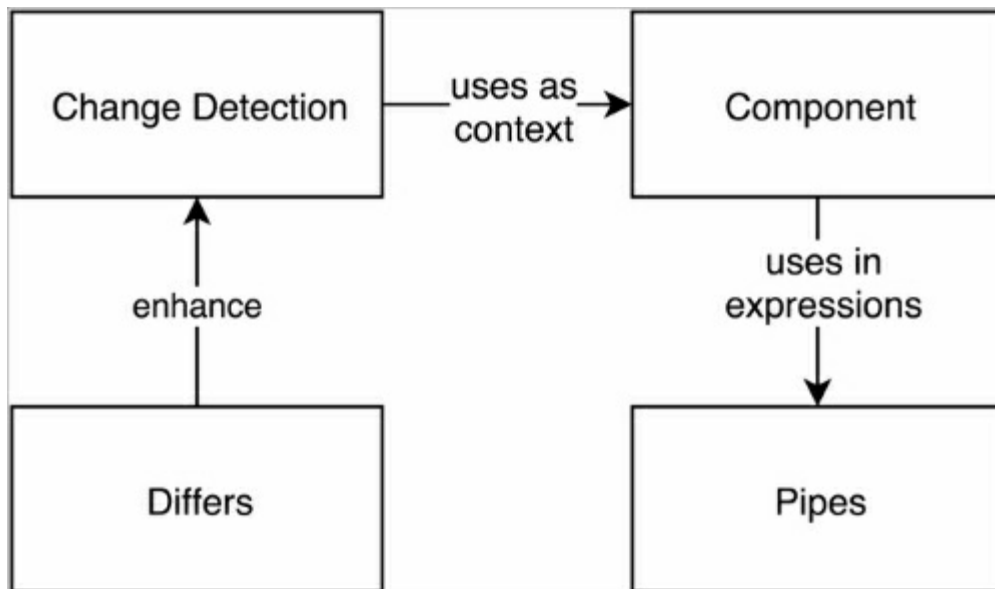 Change Detection
uses as
context
Component
enhance
uses in
expressions
Differs
Pipes